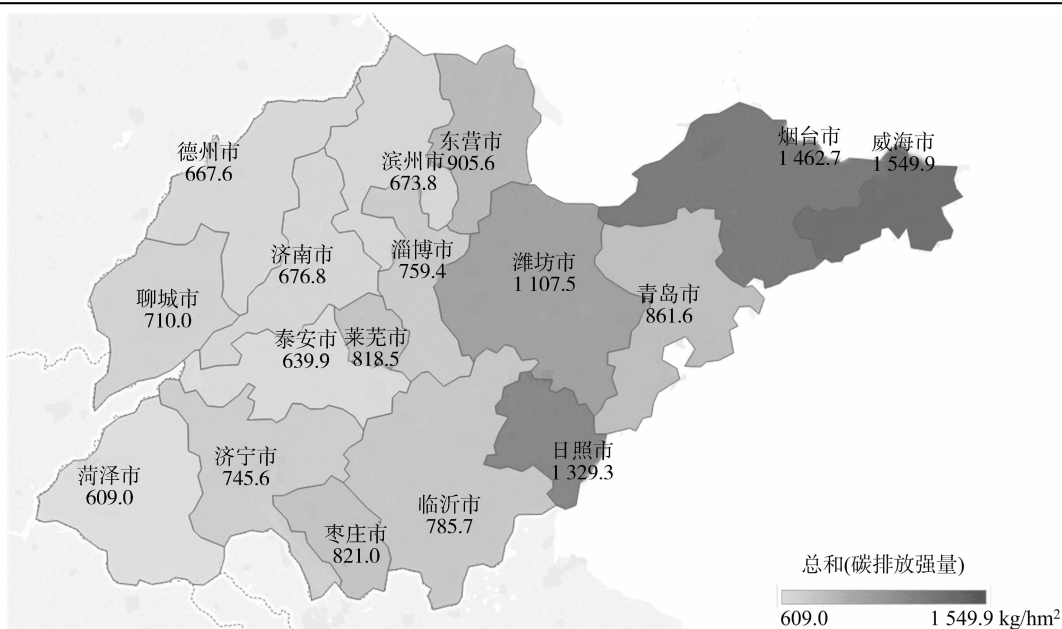 德州市
667.6
滨州市
673.8
东营市
905.6
烟台市
1 462.7
威海市
1 549.9
济南市
676.8
淄博市
759.4
潍坊市
1 107.5
聊城市
710.0
青岛市
861.6
泰安市
639.9
莱芜市
818.5
菏泽市
609.0
济宁市
745.6
日照市
1 329.3
临沂市
785.7
枣庄市
821.0
总和(碳排放强量)
609.0 1 549.9 kg/hm²